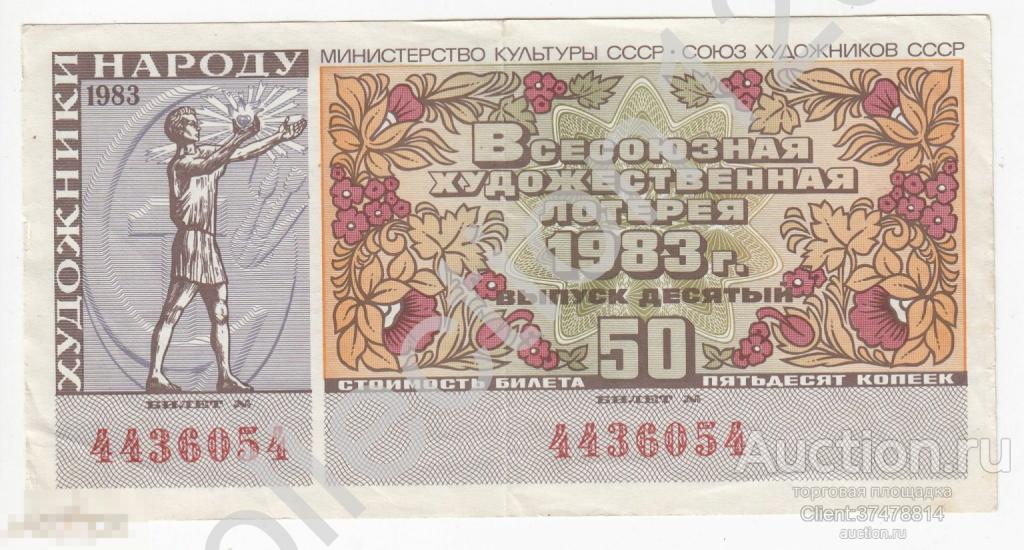 ХУДОЖНИКИ
НАРОДУ
1983
БИЛЕТ №
4436054
МИНИСТЕРСТВО КУЛЬТУРЫ СССР · СОЮЗ ХУДОЖНИКОВ СССР
ВСЕСОЮЗНАЯ
ХУДОЖЕСТВЕННАЯ
ЛОТЕРЕЯ
1983 г.
ВЫПУСК ДЕСЯТЫЙ
50
СТОИМОСТЬ БИЛЕТА ПЯТЬДЕСЯТ КОПЕЕК
БИЛЕТ №
4436054
Auction.ru
торговая площадка
Client:37478814
auction.ru